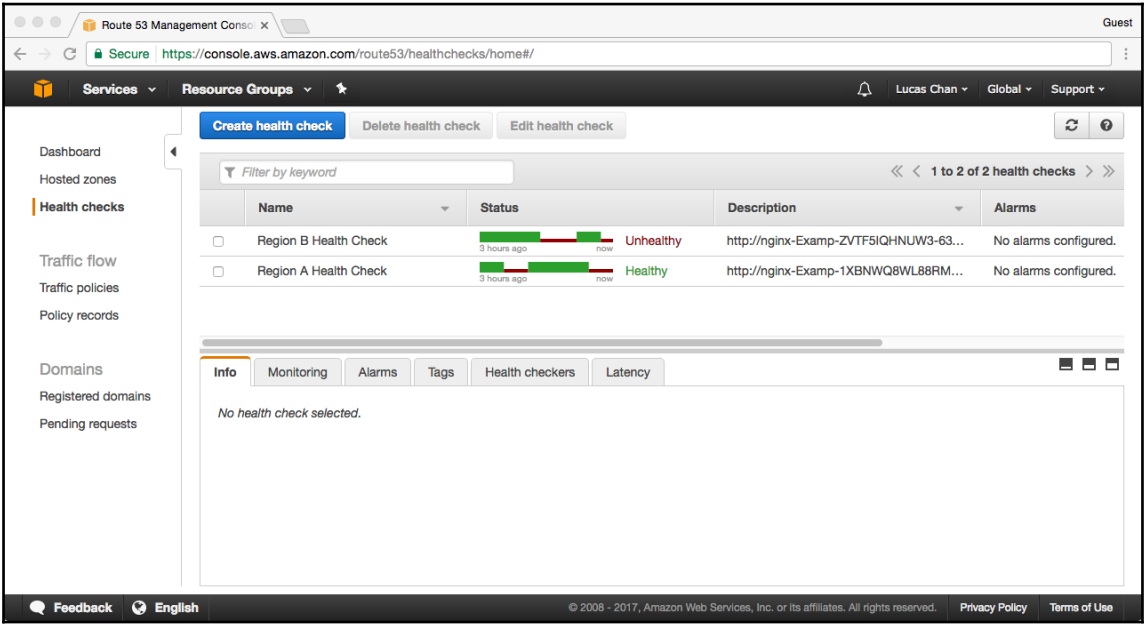 Route 53 Management Conso
Guest
Secure https://console.aws.amazon.com/route53/healthchecks/home#/
Services Resource Groups Lucas Chan Global Support
Create health check Delete health check Edit health check
Dashboard
Hosted zones
Health checks
Traffic flow
Traffic policies
Policy records
Domains
Registered domains
Pending requests
Filter by keyword 1 to 2 of 2 health checks
Name Status Description Alarms
Region B Health Check 3 hours ago now Unhealthy http://nginx-Examp-ZVTF5IQHNUW3-63... No alarms configured.
Region A Health Check 3 hours ago now Healthy http://nginx-Examp-1XBNWQ8WL88RM... No alarms configured.
Info Monitoring Alarms Tags Health checkers Latency
No health check selected.
Feedback English © 2008 - 2017, Amazon Web Services, Inc. or its affiliates. All rights reserved. Privacy Policy Terms of Use